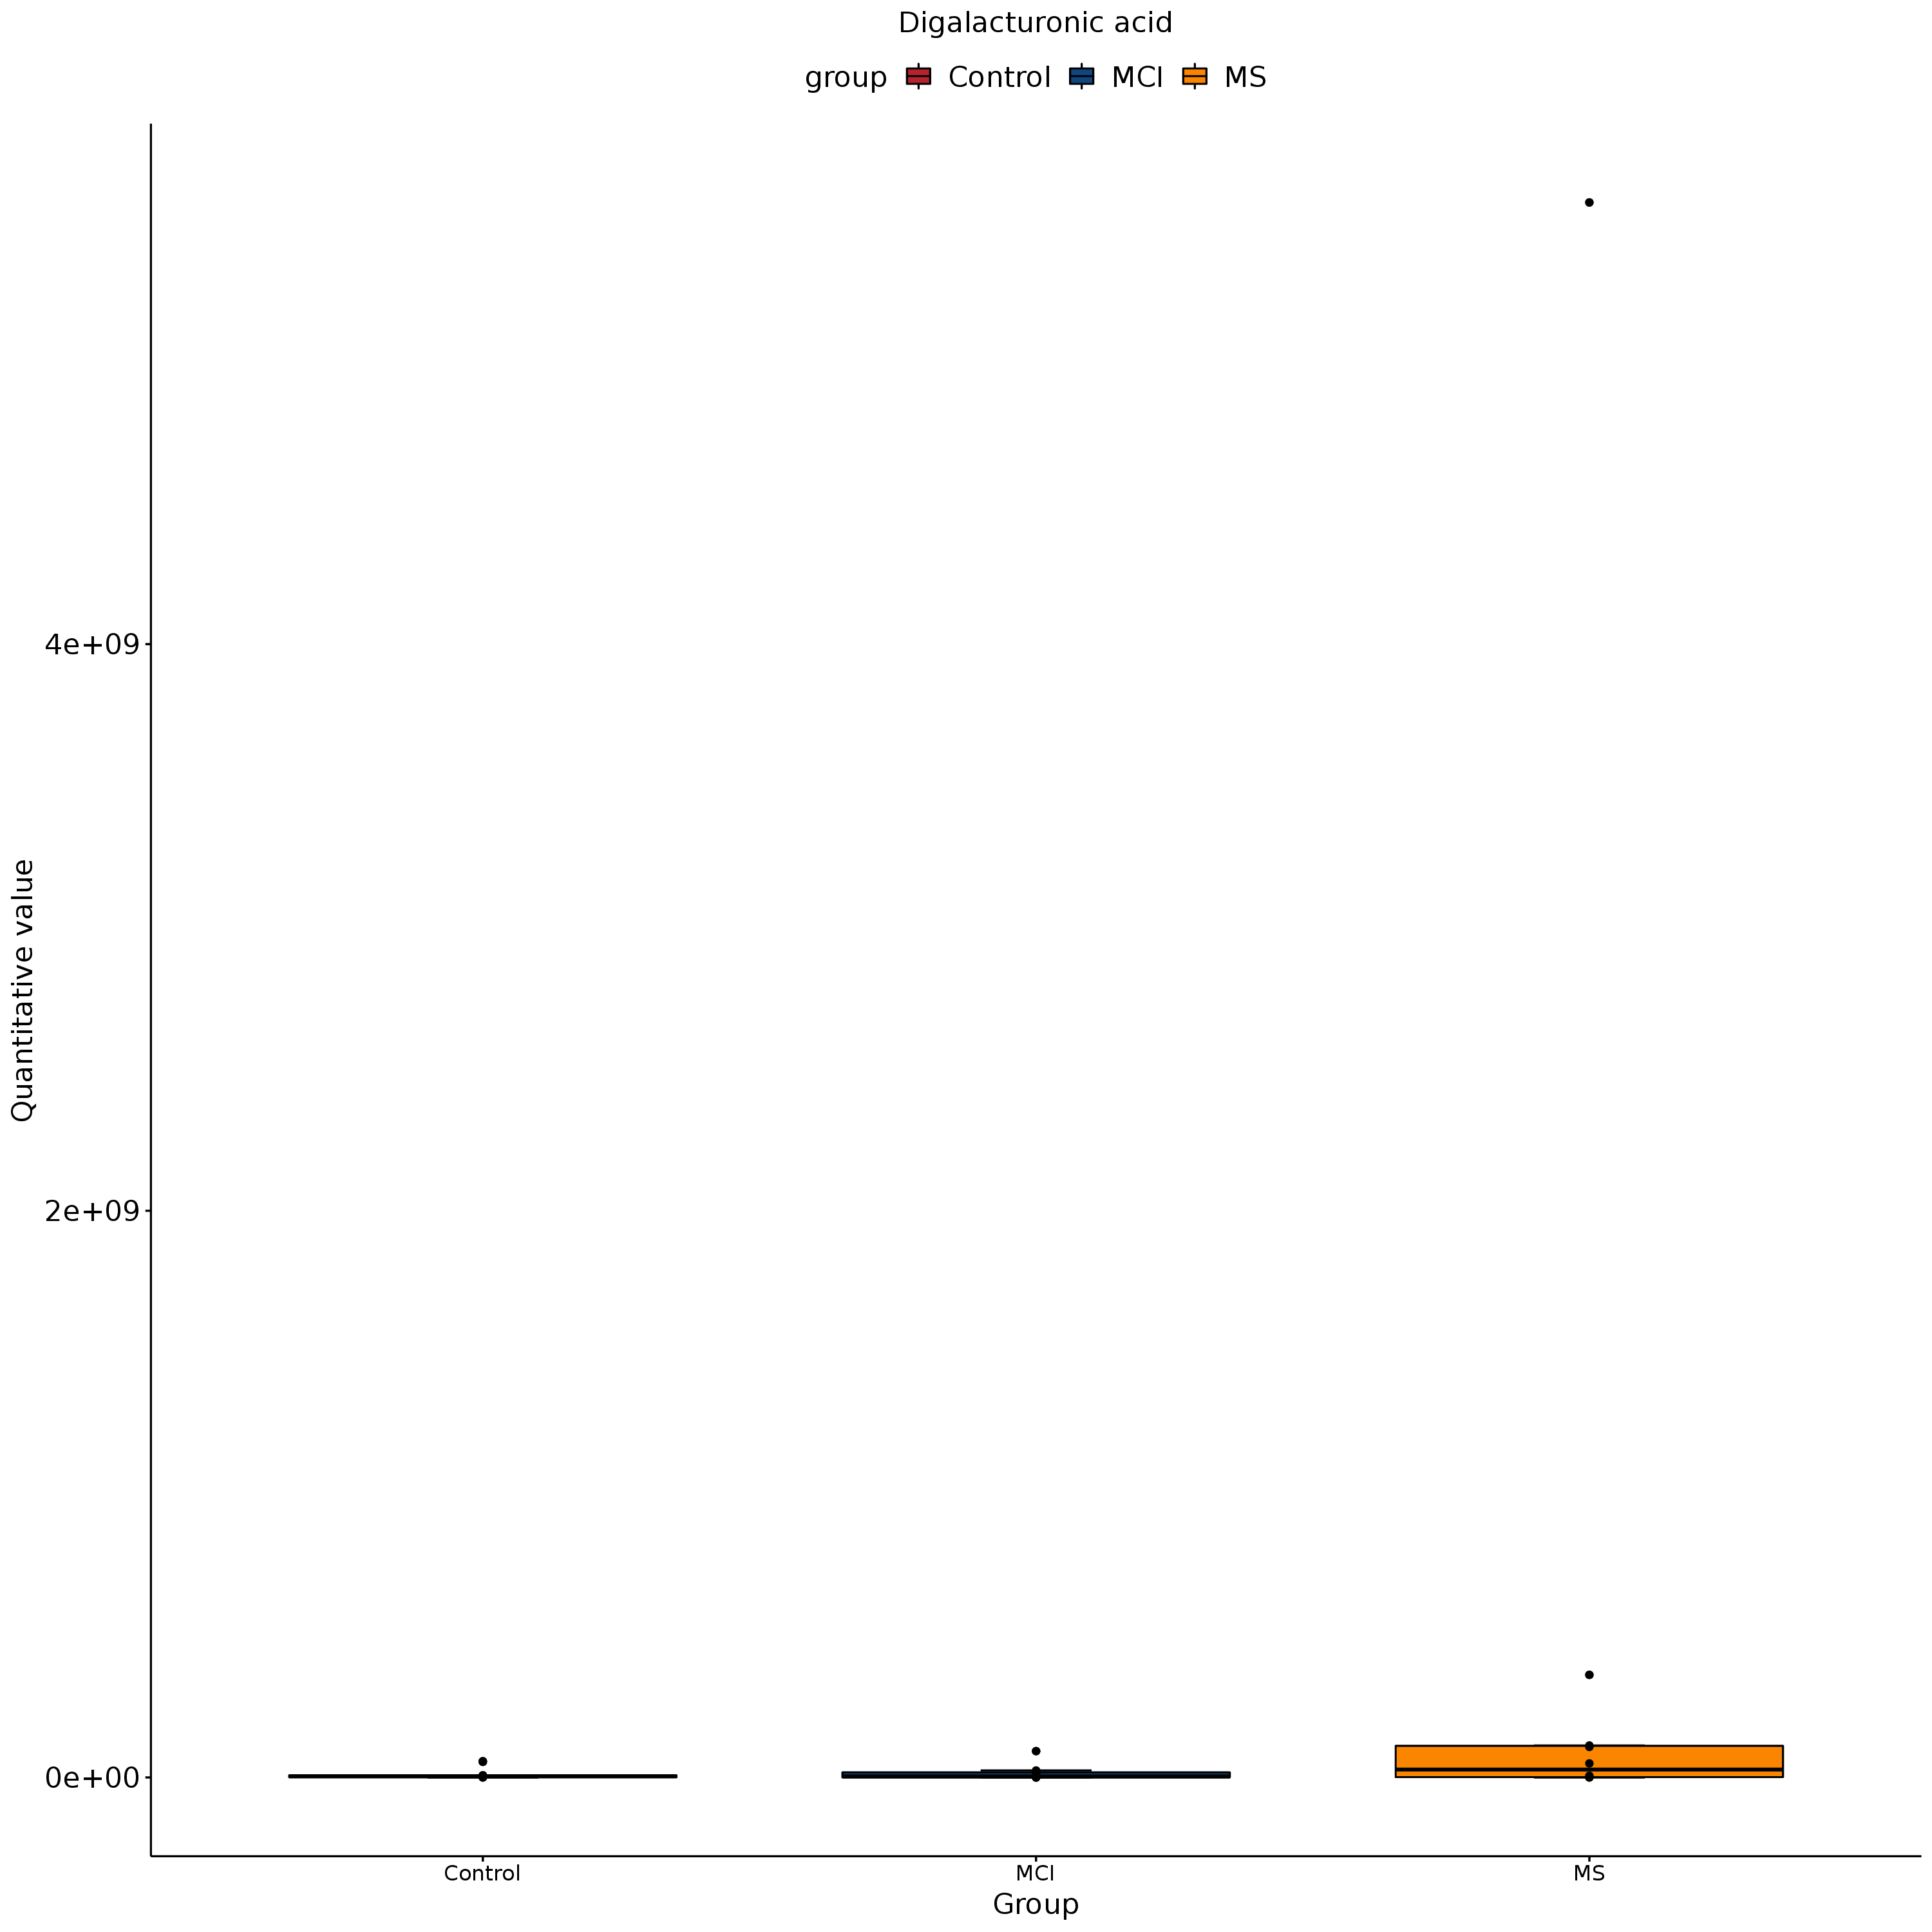 Digalacturonic acid
group Control MCI MS
Quantitative value
4e+09
2e+09
0e+00
Control MCI MS
Group